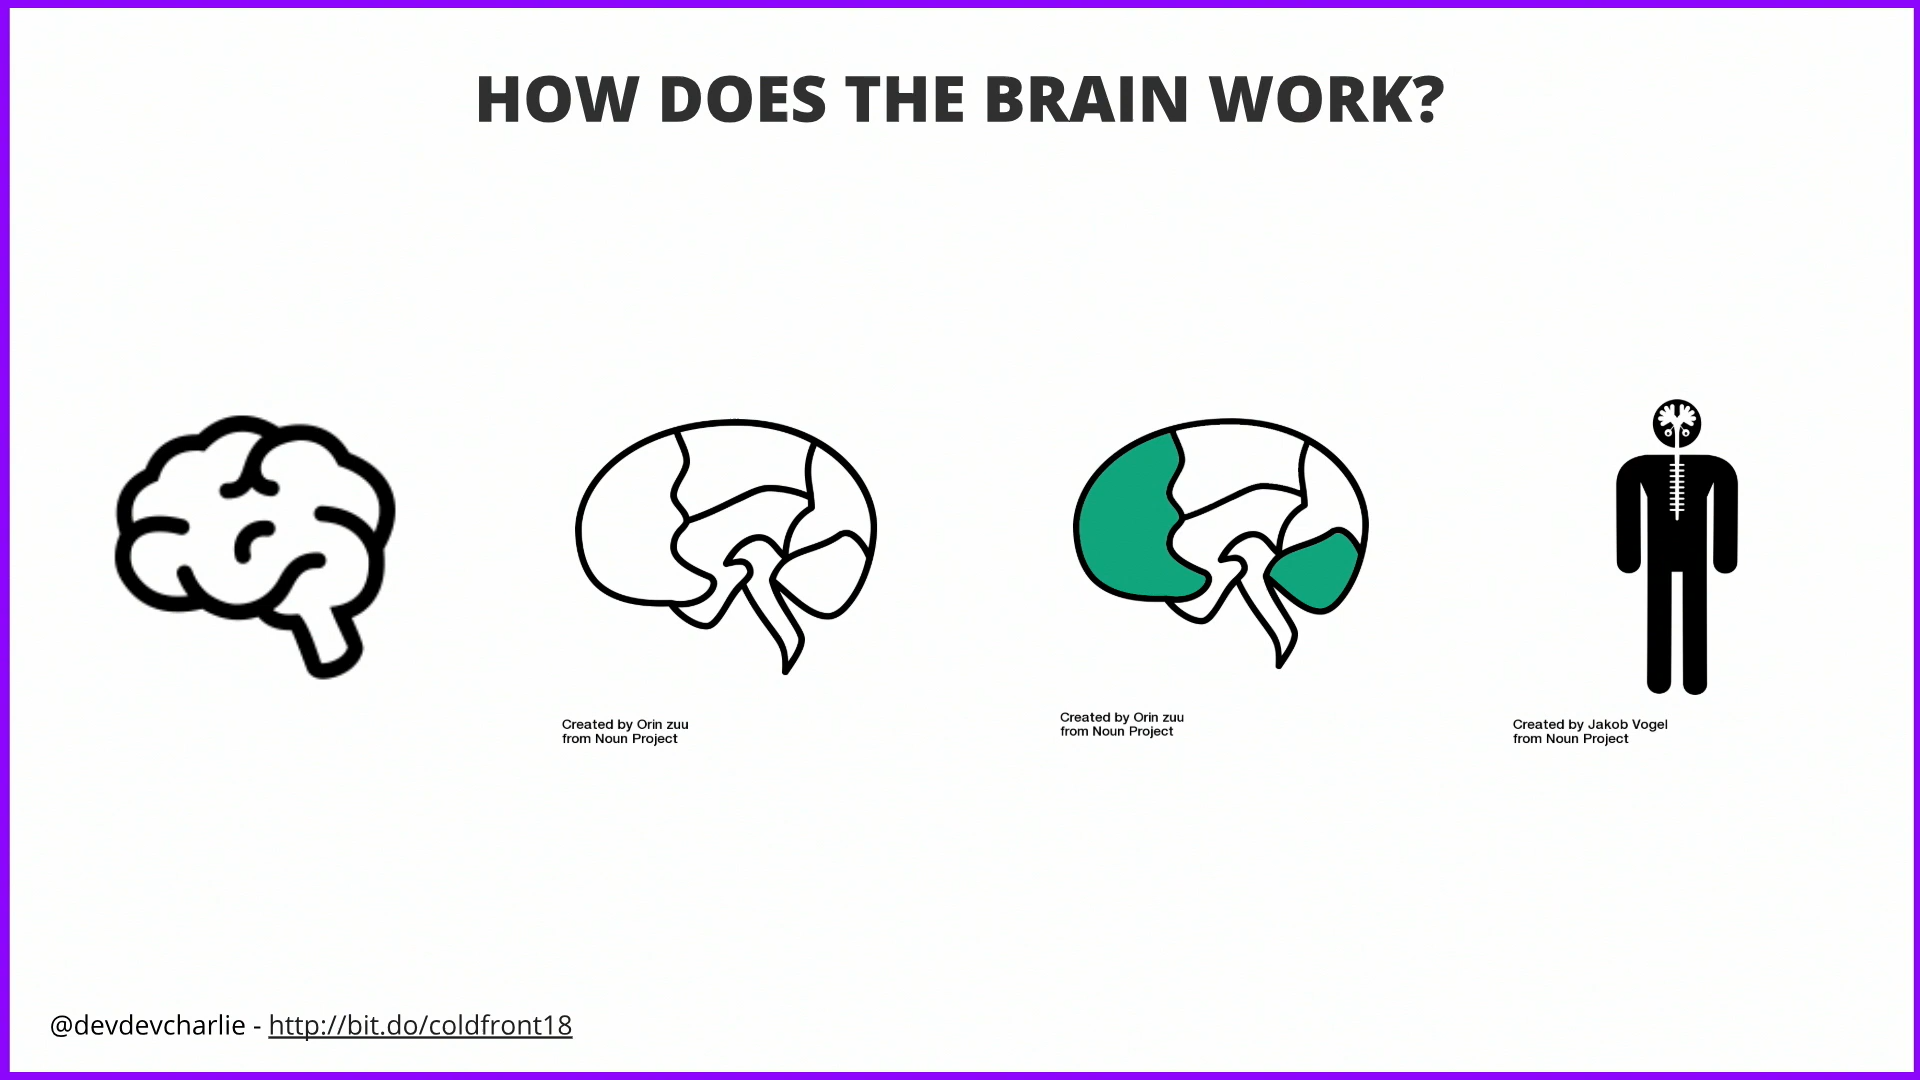 HOW DOES THE BRAIN WORK?
Created by Orin zuu
from Noun Project
Created by Orin zuu
from Noun Project
Created by Jakob Vogel
from Noun Project
@devdevcharlie - http://bit.do/coldfront18